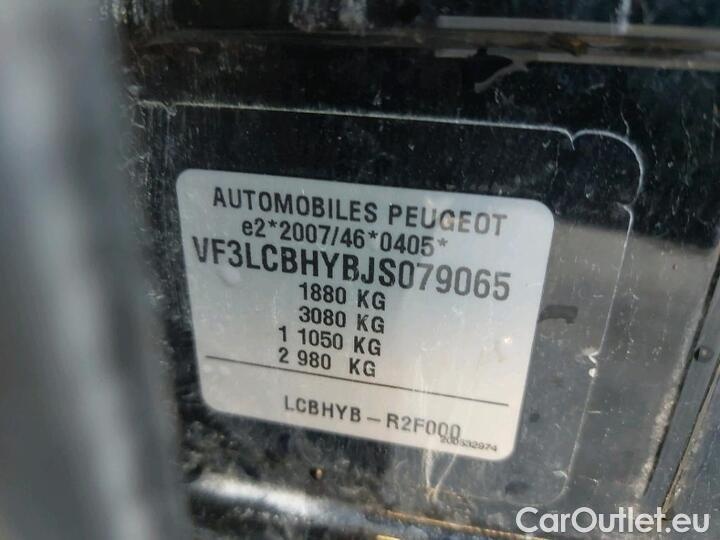 AUTOMOBILES PEUGEOT
e2*2007/46*0405*
VF3LCBHYBJS079065
1880 KG
3080 KG
1 1050 KG
2 980 KG
LCBHYB – R2F000
200532974
CarOutlet.eu